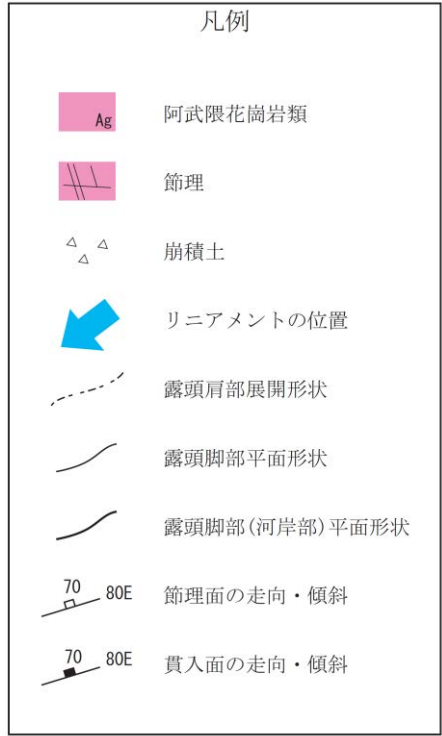 凡例
Ag 阿武隈花崗岩類
節理
崩積土
リニアメントの位置
露頭肩部展開形状
露頭脚部平面形状
露頭脚部(河岸部)平面形状
70 80E 節理面の走向・傾斜
70 80E 貫入面の走向・傾斜